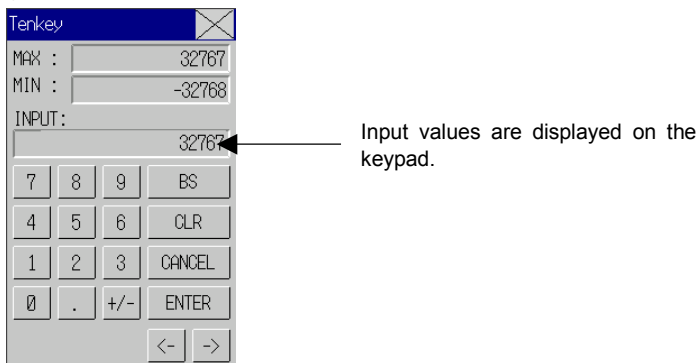 Tenkey
MAX : 32767
MIN : -32768
INPUT:
32767
Input values are displayed on the
keypad.
7 8 9 BS
4 5 6 CLR
1 2 3 CANCEL
0 . +/- ENTER
<- ->